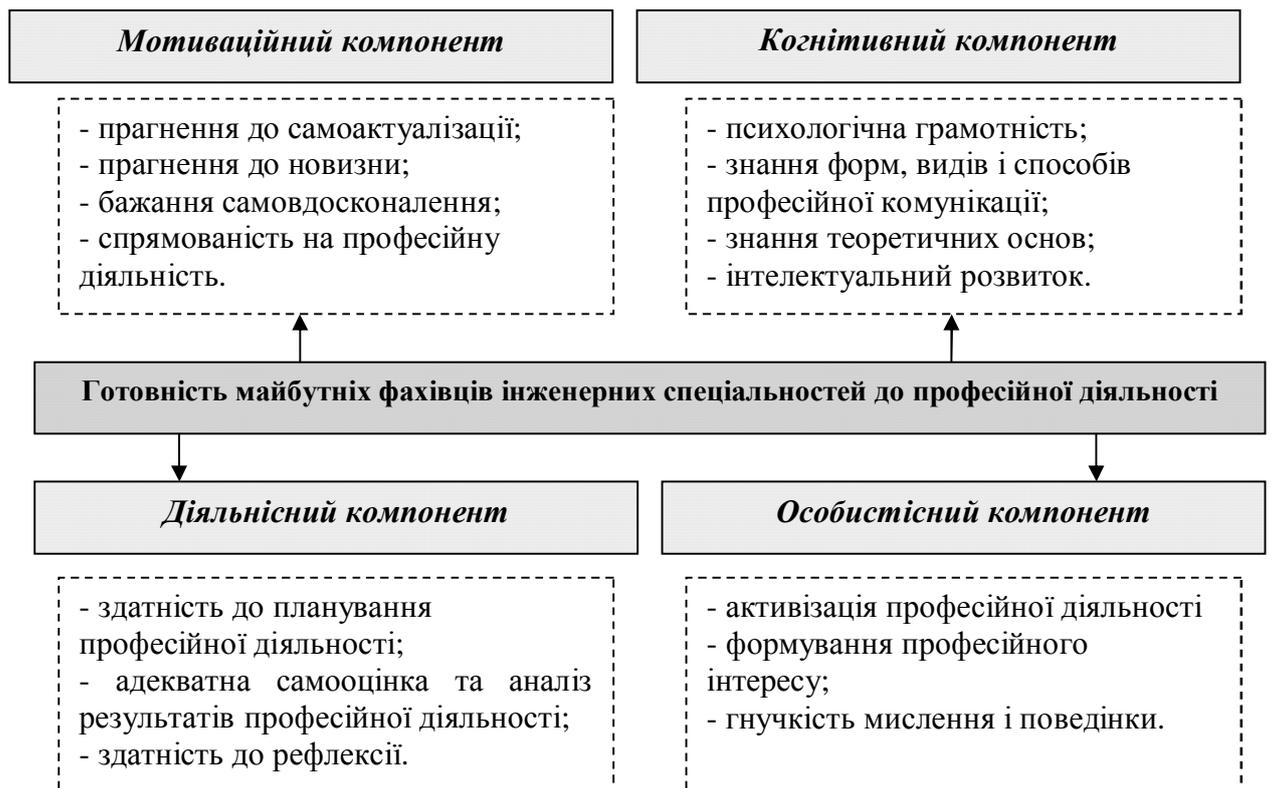 Мотиваційний компонент
- прагнення до самоактуалізації;
- прагнення до новизни;
- бажання самовдосконалення;
- спрямованість на професійну
діяльність.
Когнітивний компонент
- психологічна грамотність;
- знання форм, видів і способів
професійної комунікації;
- знання теоретичних основ;
- інтелектуальний розвиток.
Готовність майбутніх фахівців інженерних спеціальностей до професійної діяльності
Діяльнісний компонент
- здатність до планування
професійної діяльності;
- адекватна самооцінка та аналіз
результатів професійної діяльності;
- здатність до рефлексії.
Особистісний компонент
- активізація професійної діяльності
- формування професійного
інтересу;
- гнучкість мислення і поведінки.